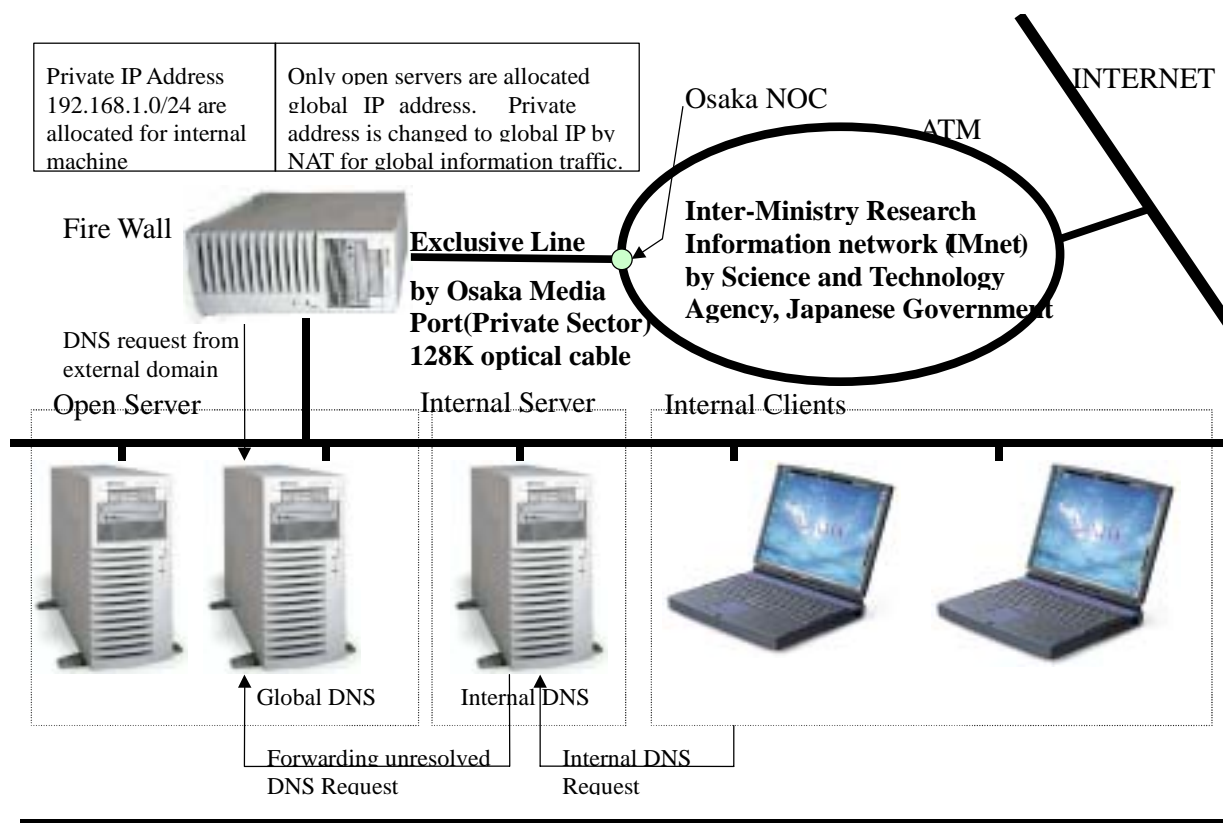 Private IP Address
192.168.1.0/24 are
allocated for internal
machine
Only open servers are allocated
global IP address. Private
address is changed to global IP by
NAT for global information traffic.
INTERNET
Osaka NOC
ATM
Fire Wall
Exclusive Line
by Osaka Media
Port(Private Sector)
128K optical cable
Inter-Ministry Research
Information network (IMnet)
by Science and Technology
Agency, Japanese Government
DNS request from
external domain
Open Server
Internal Server
Internal Clients
Global DNS
Internal DNS
Forwarding unresolved
DNS Request
Internal DNS
Request